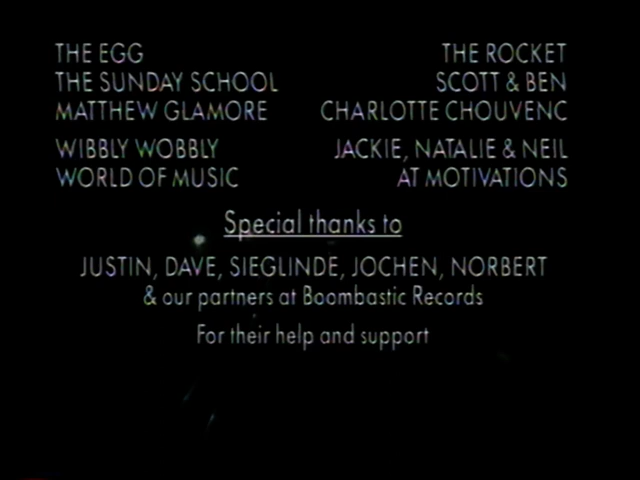 THE EGG THE ROCKET
THE SUNDAY SCHOOL SCOTT & BEN
MATTHEW GLAMORE CHARLOTTE CHOUVENC
WIBBLY WOBBLY JACKIE, NATALIE & NEIL
WORLD OF MUSIC AT MOTIVATIONS
Special thanks to
JUSTIN, DAVE, SIEGLINDE, JOCHEN, NORBERT
& our partners at Boombastic Records
For their help and support